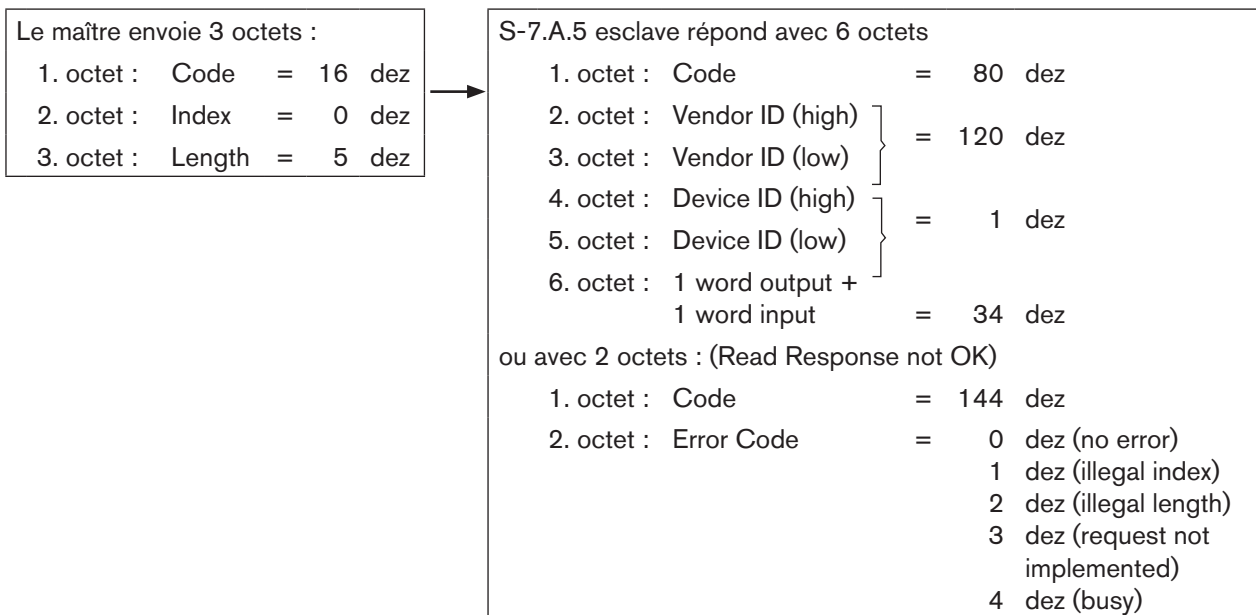 Le maître envoie 3 octets :
1. octet : Code = 16 dez
2. octet : Index = 0 dez
3. octet : Length = 5 dez
S-7.A.5 esclave répond avec 6 octets
1. octet : Code = 80 dez
2. octet : Vendor ID (high)
= 120 dez
3. octet : Vendor ID (low)
4. octet : Device ID (high)
= 1 dez
5. octet : Device ID (low)
6. octet : 1 word output +
1 word input = 34 dez
ou avec 2 octets : (Read Response not OK)
1. octet : Code = 144 dez
2. octet : Error Code = 0 dez (no error)
1 dez (illegal index)
2 dez (illegal length)
3 dez (request not
implemented)
4 dez (busy)